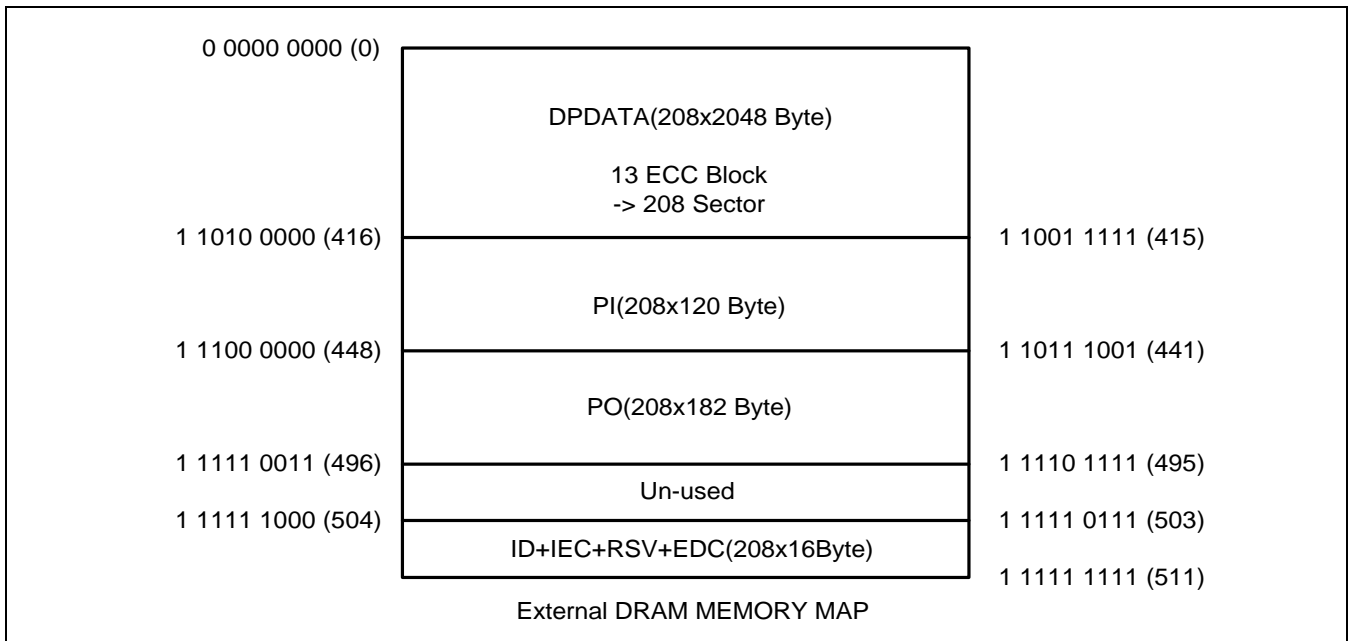 0 0000 0000 (0)
DPDATA(208x2048 Byte)
13 ECC Block
-> 208 Sector
1 1010 0000 (416)
1 1001 1111 (415)
PI(208x120 Byte)
1 1100 0000 (448)
1 1011 1001 (441)
PO(208x182 Byte)
1 1111 0011 (496)
1 1110 1111 (495)
Un-used
1 1111 1000 (504)
1 1111 0111 (503)
ID+IEC+RSV+EDC(208x16Byte)
1 1111 1111 (511)
External DRAM MEMORY MAP